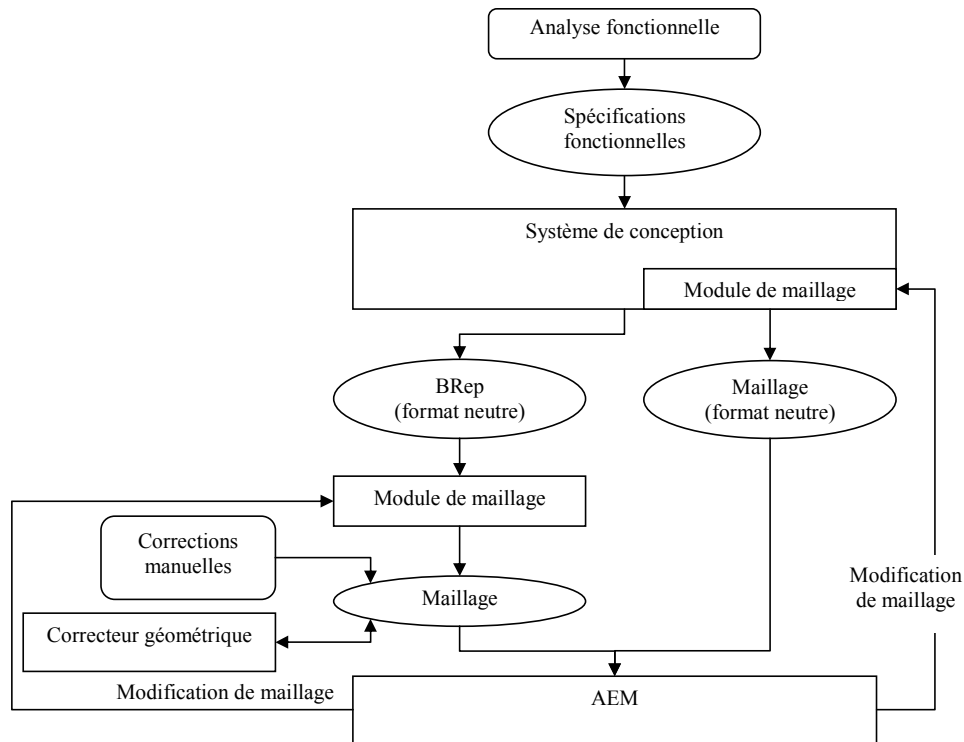 Analyse fonctionnelle
Spécifications
fonctionnelles
Système de conception
Module de maillage
BRep
(format neutre)
Maillage
(format neutre)
Module de maillage
Corrections
manuelles
Maillage
Modification
de maillage
Correcteur géométrique
Modification de maillage
AEM